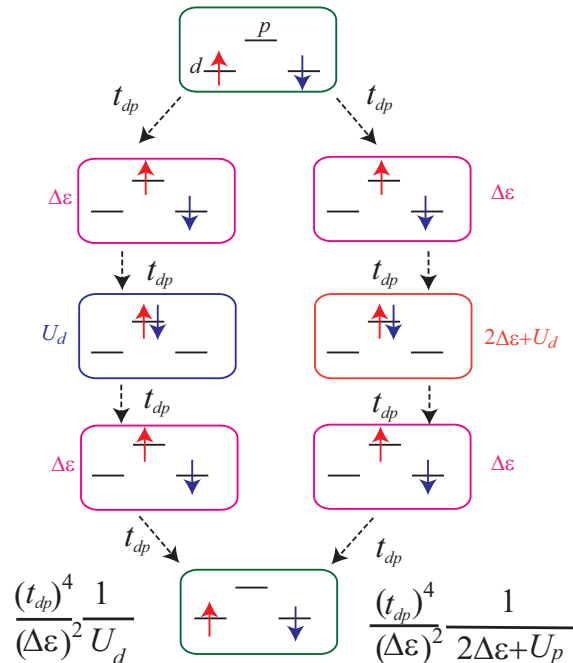 p
d
t_dp t_dp
Δε Δε
t_dp t_dp
U_d 2Δε+U_d
t_dp t_dp
Δε Δε
t_dp t_dp
(t_dp)^4/(Δε)^2 1/U_d (t_dp)^4/(Δε)^2 1/(2Δε+U_p)